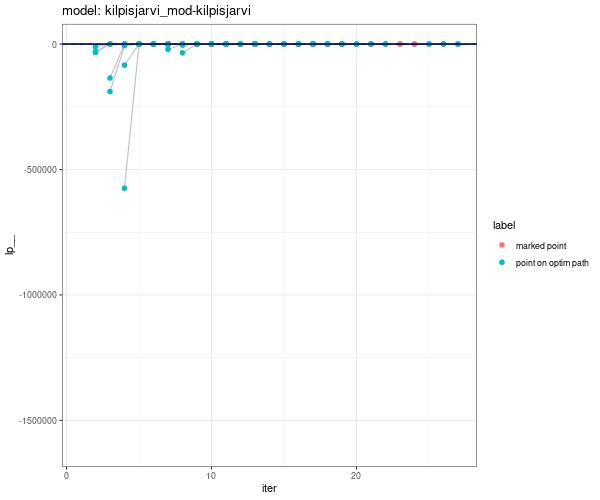 model: kilpisjarvi_mod-kilpisjarvi
0
-500000
-1000000
-1500000
lp__
0
10
20
iter
label
marked point
point on optim path